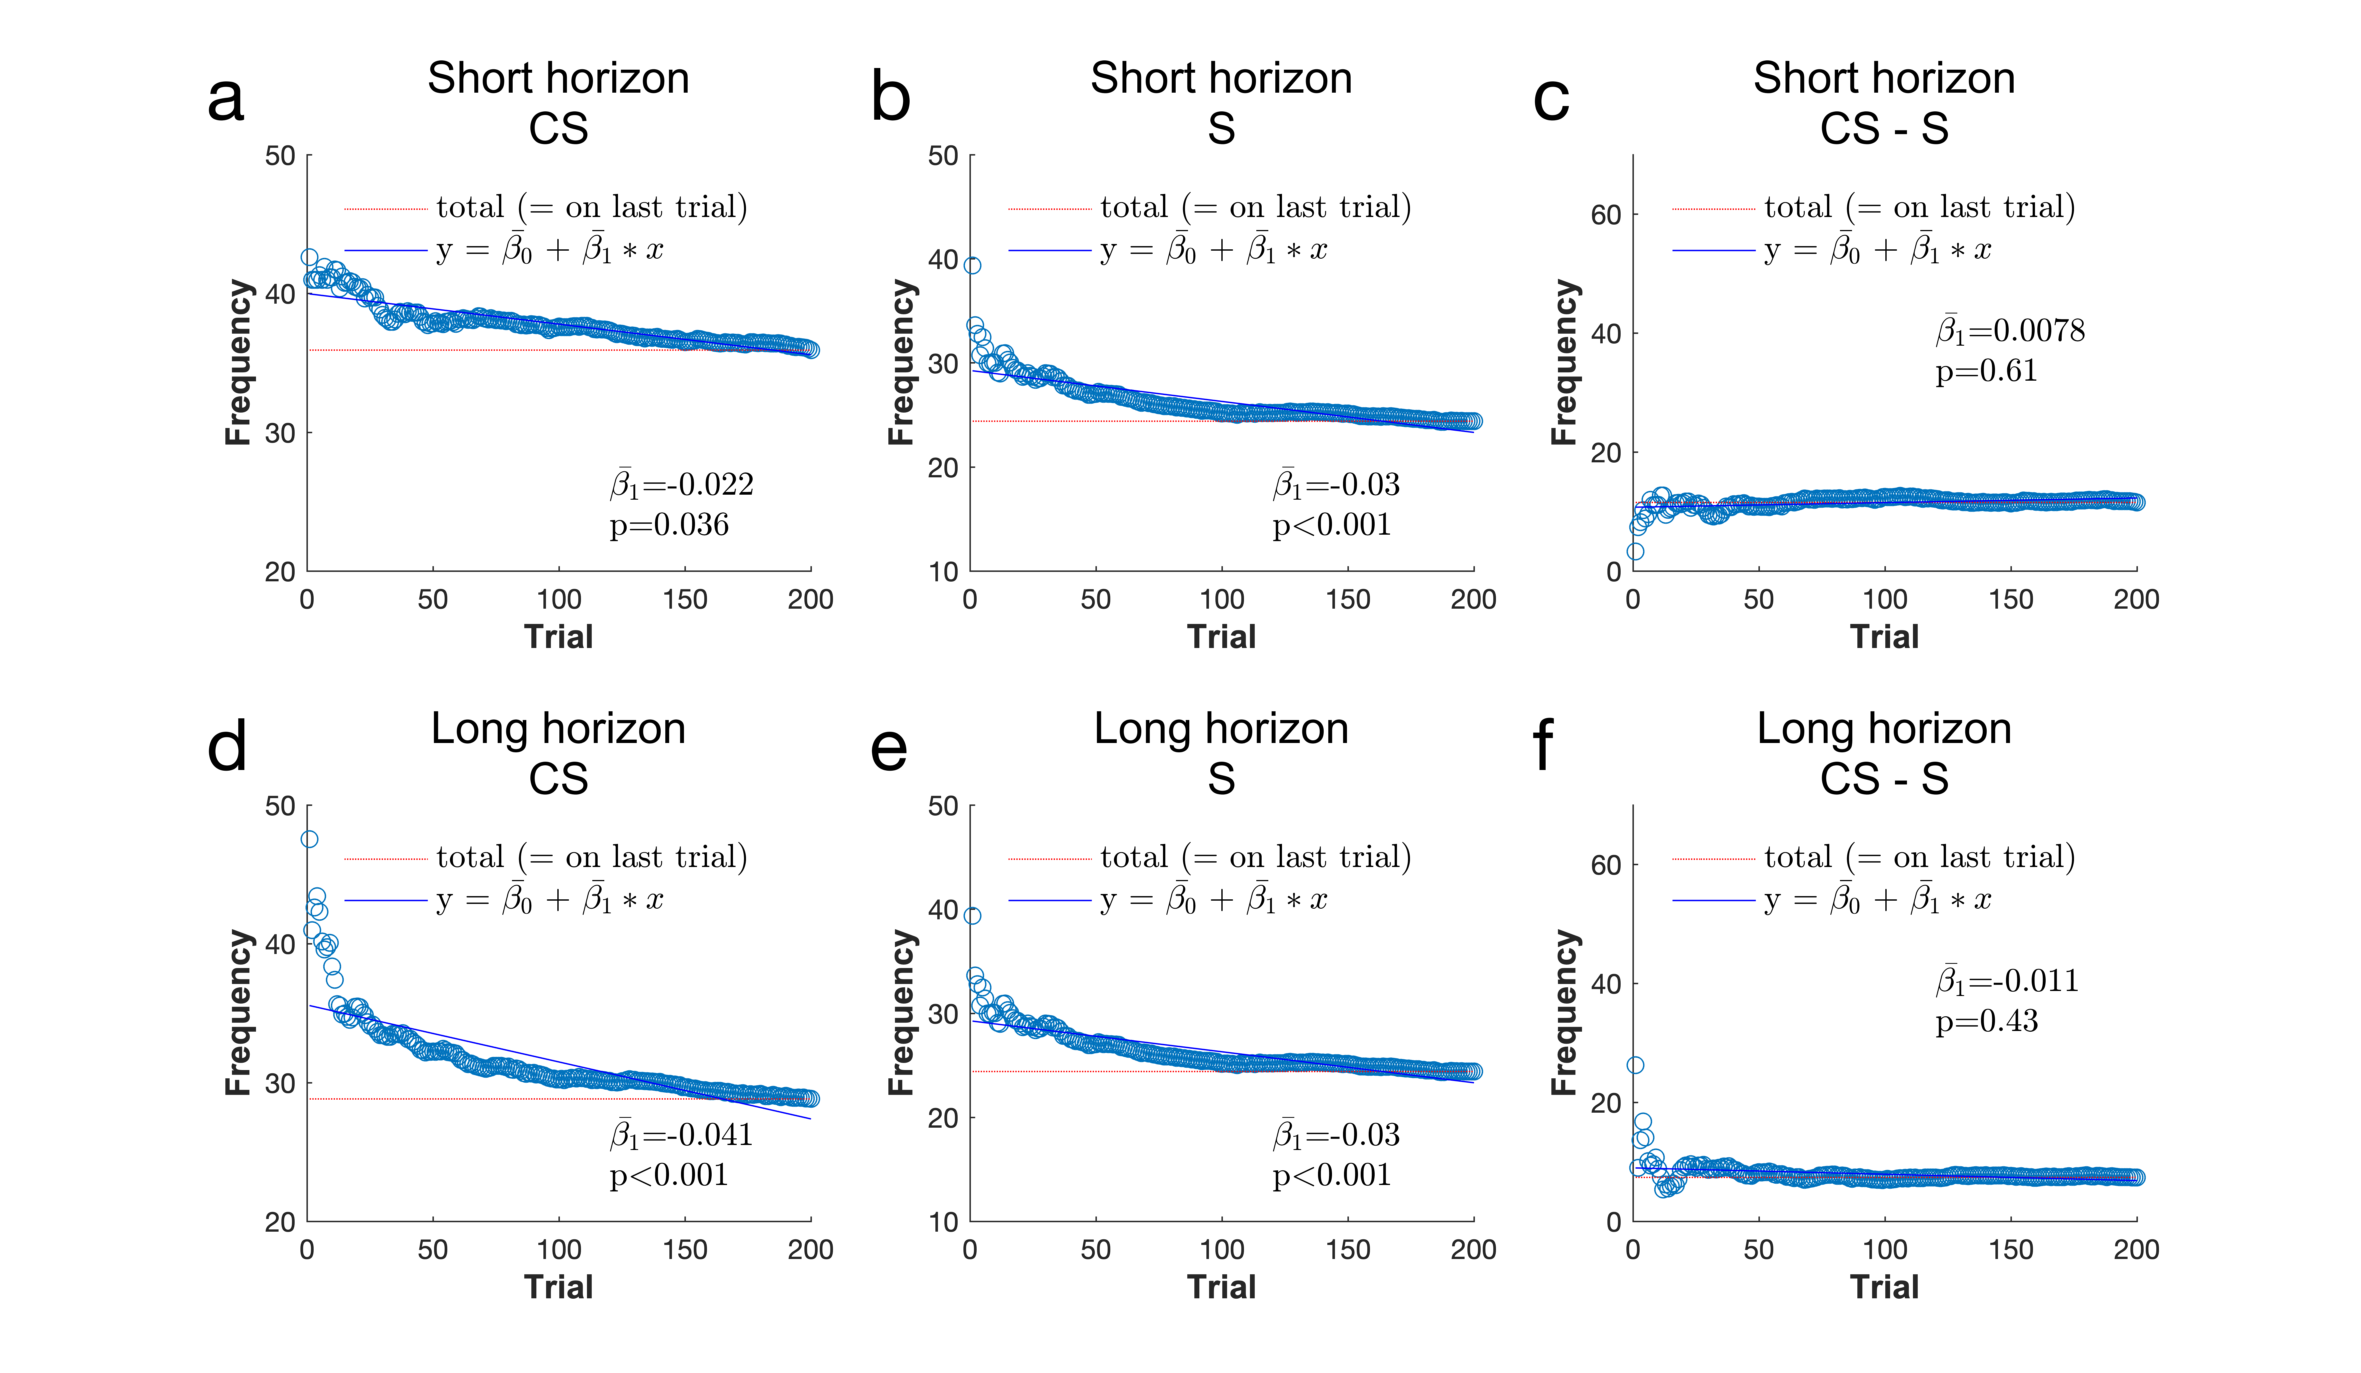 a
Short horizon
CS
50
40
30
20
Frequency
total (= on last trial)
y = β̄₀ + β̄₁ ∗ x
β̄₁=-0.022
p=0.036
0 50 100 150 200
Trial
b
Short horizon
S
50
40
30
20
10
Frequency
total (= on last trial)
y = β̄₀ + β̄₁ ∗ x
β̄₁=-0.03
p<0.001
0 50 100 150 200
Trial
c
Short horizon
CS - S
60
40
20
0
Frequency
total (= on last trial)
y = β̄₀ + β̄₁ ∗ x
β̄₁=0.0078
p=0.61
0 50 100 150 200
Trial
d
Long horizon
CS
50
40
30
20
Frequency
total (= on last trial)
y = β̄₀ + β̄₁ ∗ x
β̄₁=-0.041
p<0.001
0 50 100 150 200
Trial
e
Long horizon
S
50
40
30
20
10
Frequency
total (= on last trial)
y = β̄₀ + β̄₁ ∗ x
β̄₁=-0.03
p<0.001
0 50 100 150 200
Trial
f
Long horizon
CS - S
60
40
20
0
Frequency
total (= on last trial)
y = β̄₀ + β̄₁ ∗ x
β̄₁=-0.011
p=0.43
0 50 100 150 200
Trial